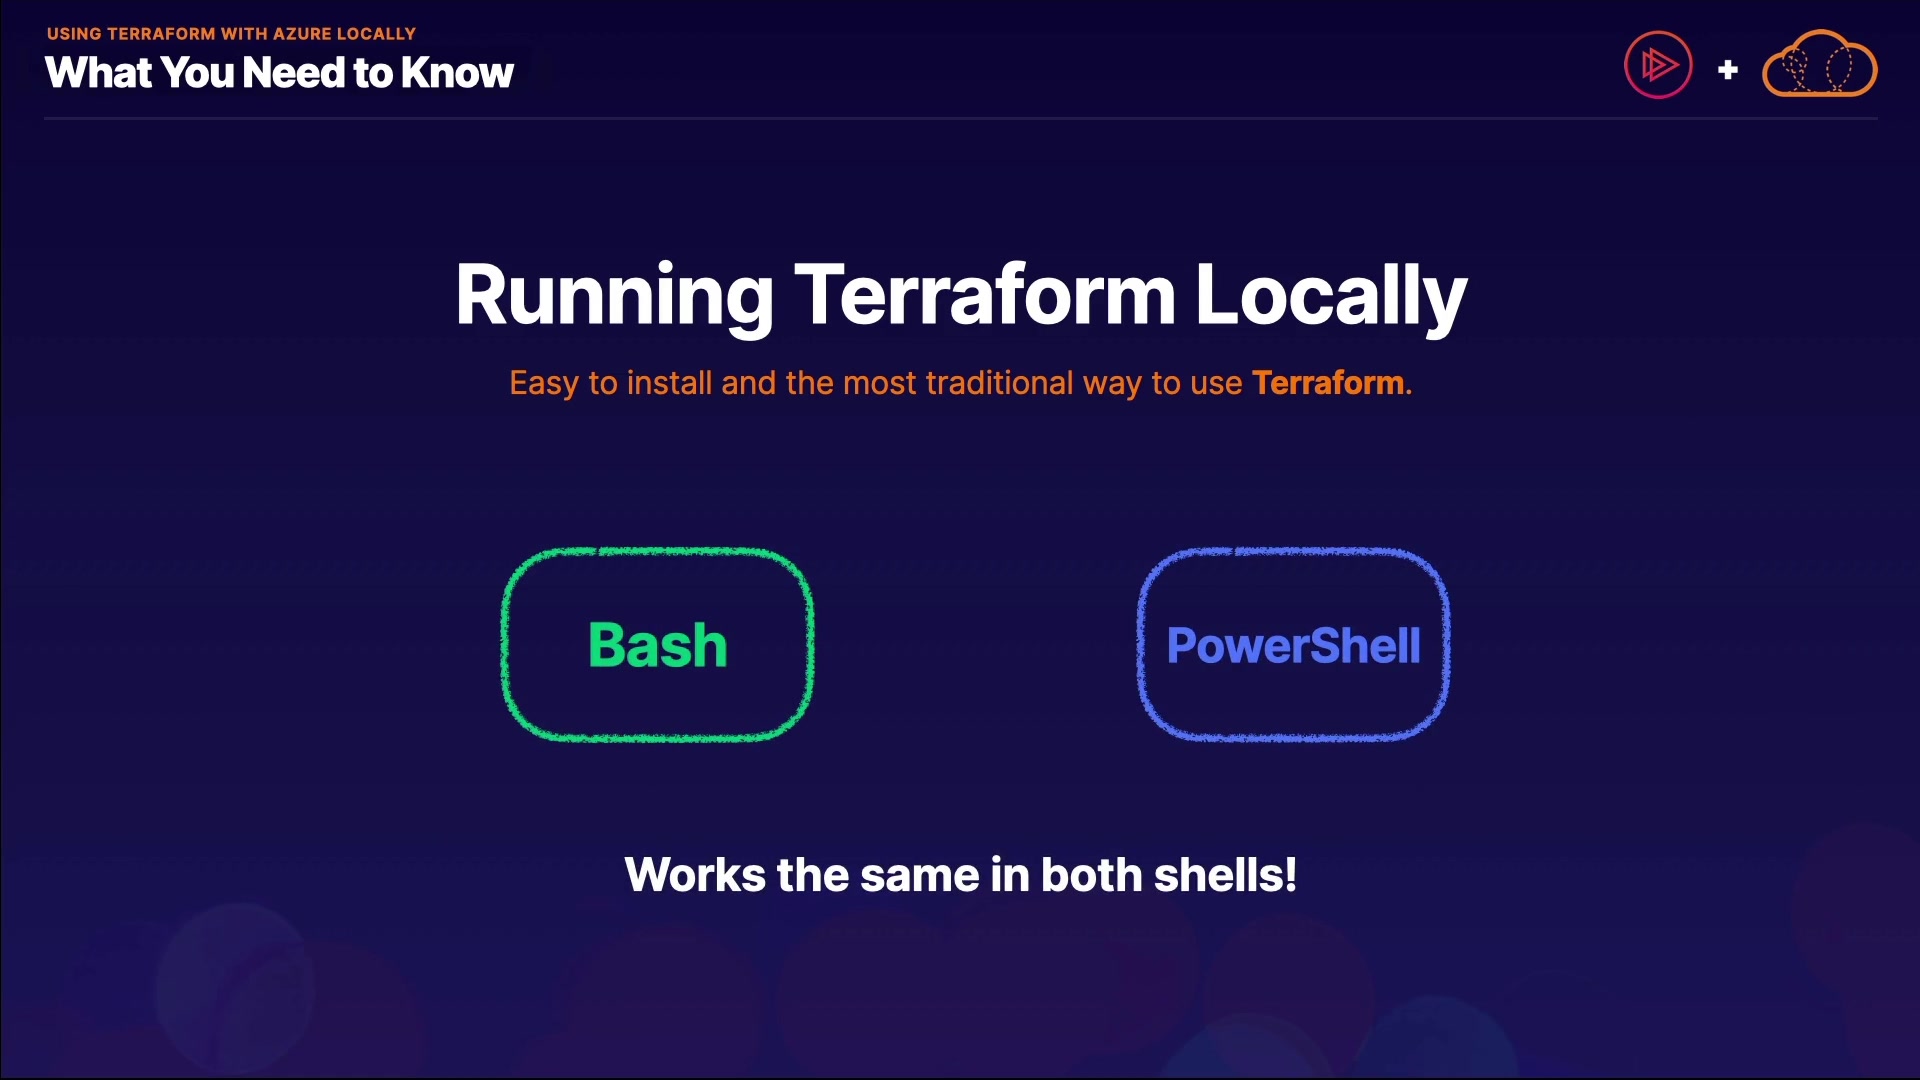 USING TERRAFORM WITH AZURE LOCALLY
What You Need to Know
Running Terraform Locally
Easy to install and the most traditional way to use Terraform.
Bash
PowerShell
Works the same in both shells!